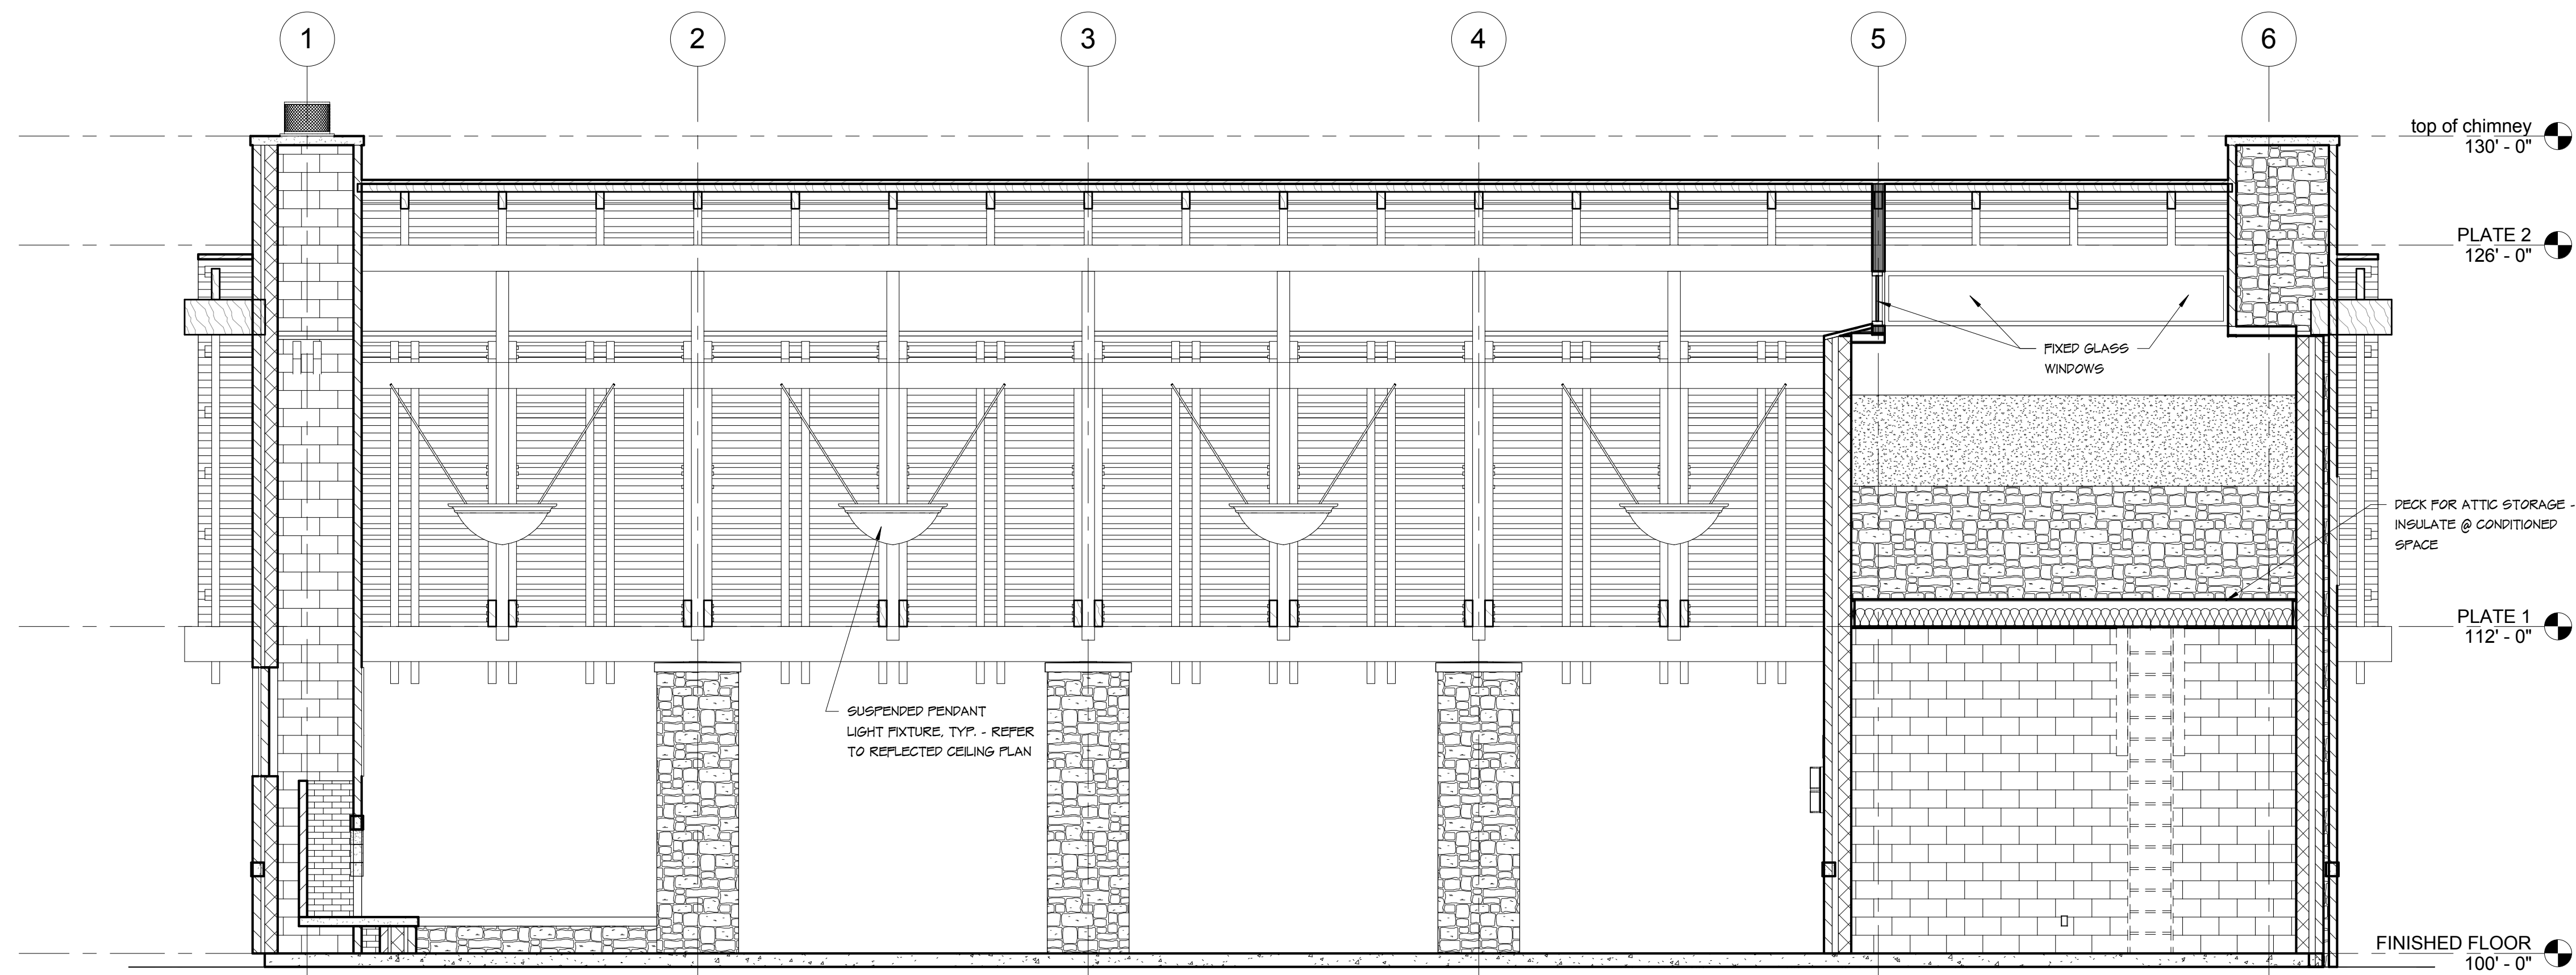 1
2
3
4
5
6
top of chimney
130' - 0"
PLATE 2
126' - 0"
FIXED GLASS
WINDOWS
DECK FOR ATTIC STORAGE -
INSULATE @ CONDITIONED
SPACE
PLATE 1
112' - 0"
SUSPENDED PENDANT
LIGHT FIXTURE, TYP. - REFER
TO REFLECTED CEILING PLAN
FINISHED FLOOR
100' - 0"